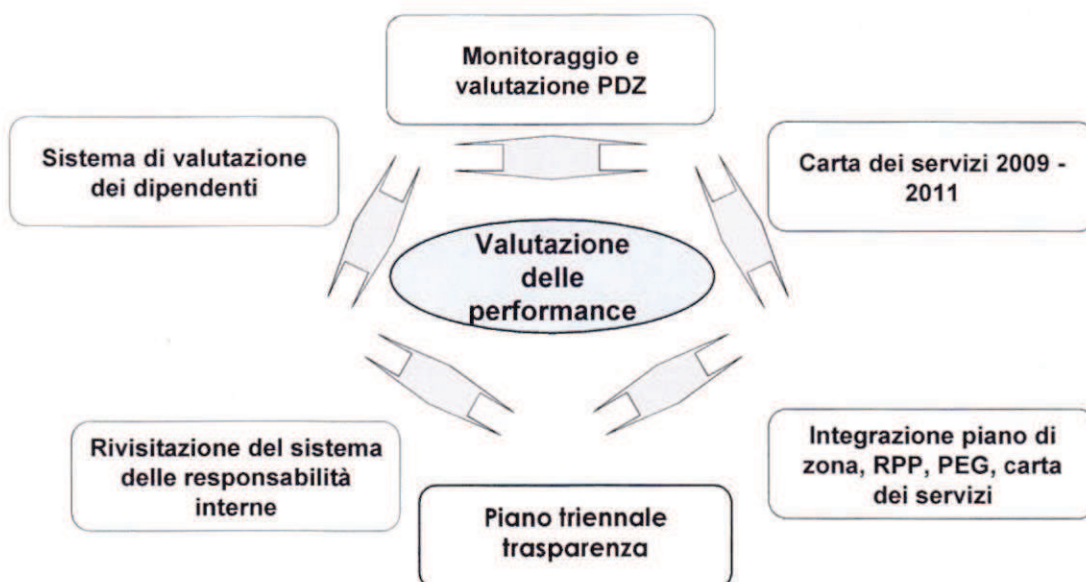 Monitoraggio e
valutazione PDZ
Sistema di valutazione
dei dipendenti
Carta dei servizi 2009 -
2011
Valutazione
delle
performance
Rivisitazione del sistema
delle responsabilità
interne
Piano triennale
trasparenza
Integrazione piano di
zona, RPP, PEG, carta
dei servizi